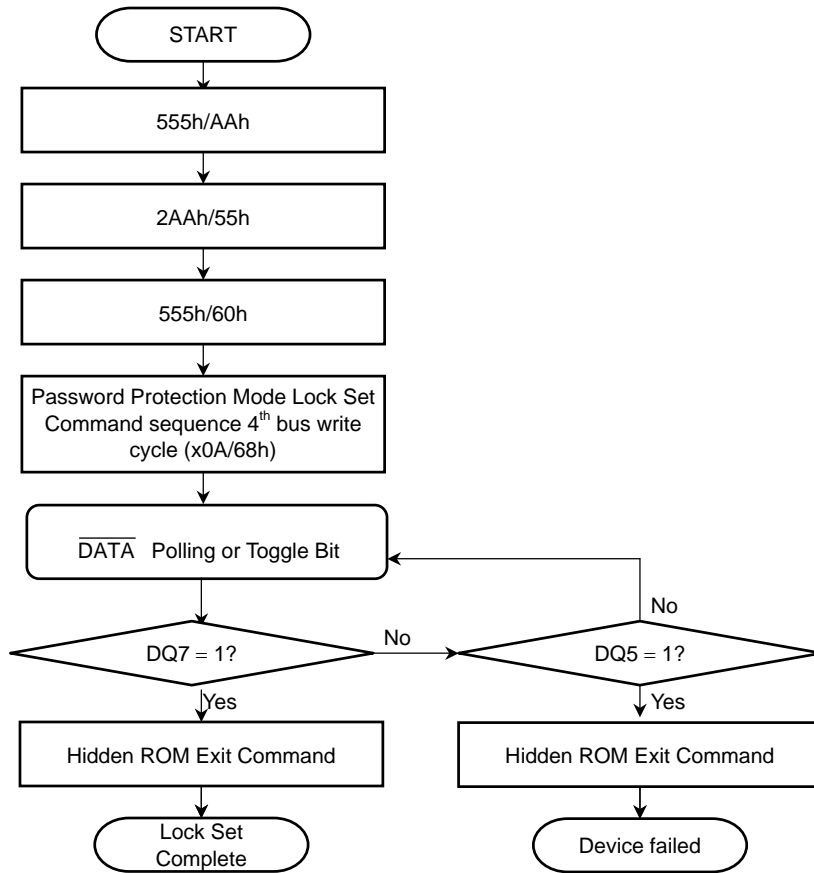 START
555h/AAh
2AAh/55h
555h/60h
Password Protection Mode Lock Set
Command sequence 4th bus write
cycle (x0A/68h)
DATA Polling or Toggle Bit
No
DQ7 = 1?
No
DQ5 = 1?
Yes
Yes
Hidden ROM Exit Command
Hidden ROM Exit Command
Lock Set
Complete
Device failed